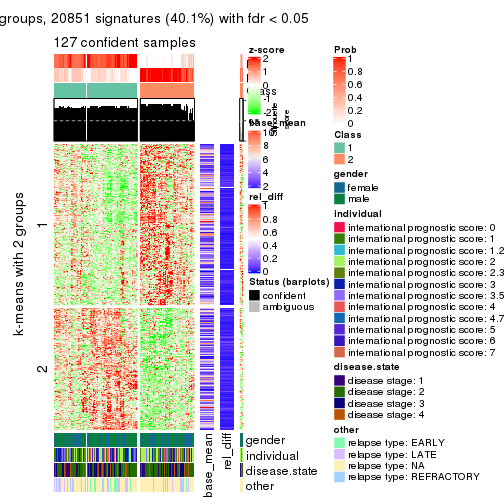 groups, 20851 signatures (40.1%) with fdr < 0.05
127 confident samples
k-means with 2 groups
1
2
z-score
2
1
0
-1
-2
base_mean
10
8
6
4
2
rel_diff
1
0.8
0.6
0.4
0.2
0
Status (barplots)
confident
ambiguous
Silhouette
score
Prob
1
0.8
0.6
0.4
0.2
0
Class
1
2
gender
female
male
individual
international prognostic score: 0
international prognostic score: 1
international prognostic score: 1.2
international prognostic score: 2
international prognostic score: 2.3
international prognostic score: 3
international prognostic score: 3.5
international prognostic score: 4
international prognostic score: 4.7
international prognostic score: 5
international prognostic score: 6
international prognostic score: 7
disease.state
disease stage: 1
disease stage: 2
disease stage: 3
disease stage: 4
other
relapse type: EARLY
relapse type: LATE
relapse type: NA
relapse type: REFRACTORY
base_mean
rel_diff
gender
individual
disease.state
other